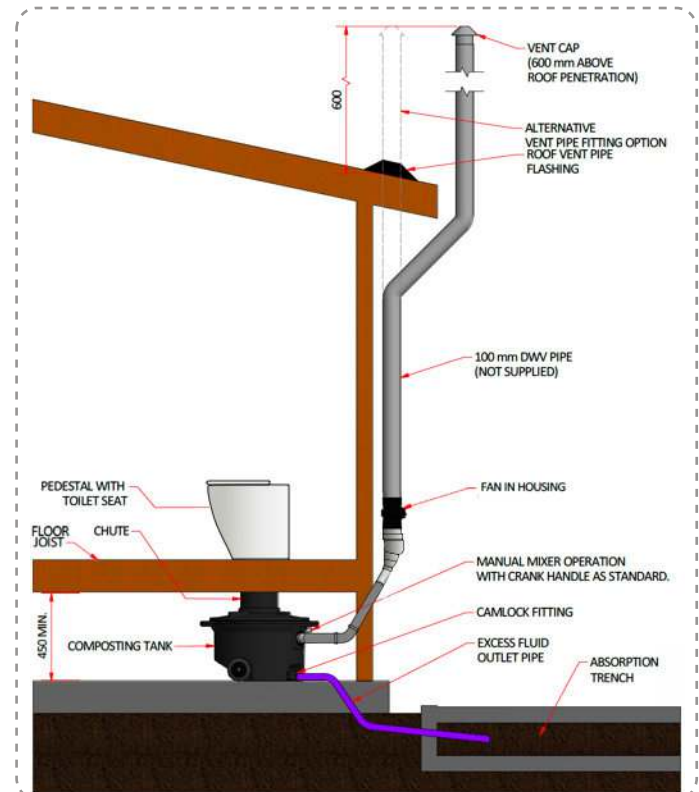 VENT CAP
(600 mm ABOVE
ROOF PENETRATION)
600
ALTERNATIVE
VENT PIPE FITTING OPTION
ROOF VENT PIPE
FLASHING
100 mm DWV PIPE
(NOT SUPPLIED)
PEDESTAL WITH
TOILET SEAT
FAN IN HOUSING
FLOOR
JOIST
CHUTE
MANUAL MIXER OPERATION
WITH CRANK HANDLE AS STANDARD.
450 MIN.
COMPOSTING TANK
CAMLOCK FITTING
EXCESS FLUID
OUTLET PIPE
ABSORPTION
TRENCH